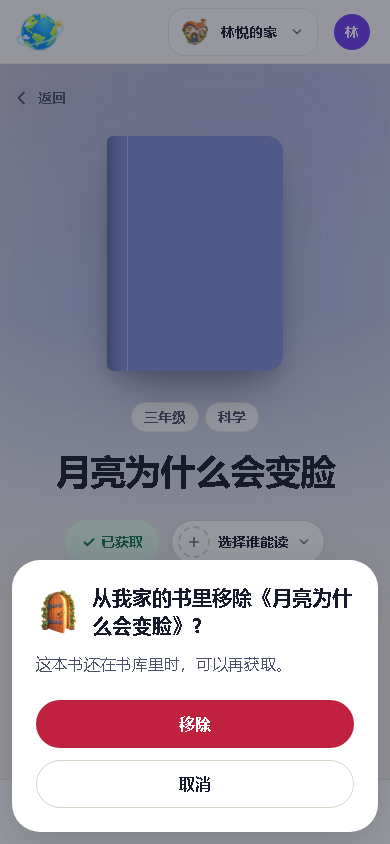 林悦的家
林
返回
三年级
科学
月亮为什么会变脸
已获取
选择谁能读
从我家的书里移除《月亮为什
么会变脸》？
这本书还在书库里时，可以再获取。
移除
取消